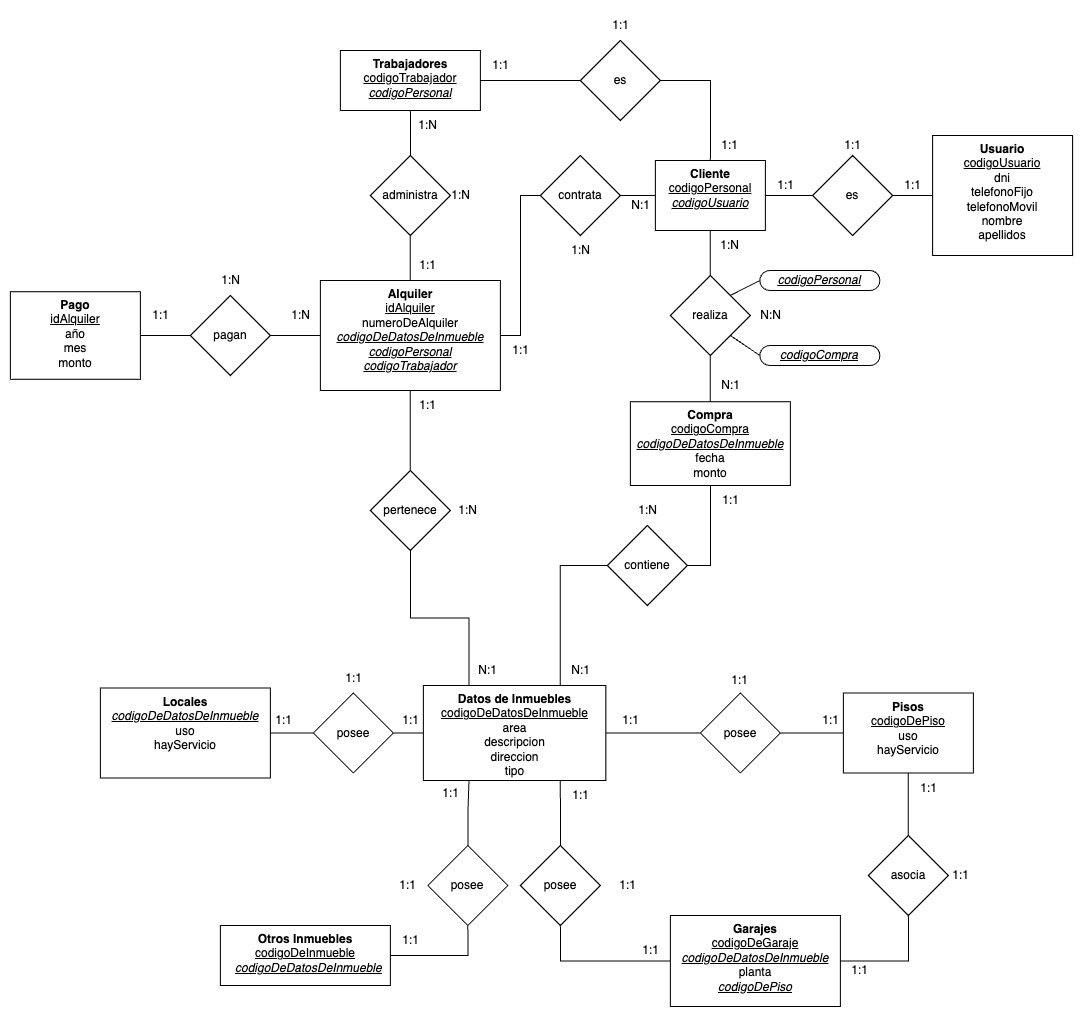 1:1
Trabajadores
codigoTrabajador
codigoPersonal
1:1
es
1:N
1:1
Cliente
codigoPersonal
codigoUsuario
1:1
1:1
es
1:1
Usuario
codigoUsuario
dni
telefonoFijo
telefonoMovil
nombre
apellidos
administra
1:N
contrata
N:1
1:N
1:N
1:1
1:N
Pago
idAlquiler
año
mes
monto
1:1
pagan
1:N
Alquiler
idAlquiler
numeroDeAlquiler
codigoDeDatosDeInmueble
codigoPersonal
codigoTrabajador
1:1
codigoPersonal
realiza
N:N
codigoCompra
N:1
1:1
Compra
codigoCompra
codigoDeDatosDeInmueble
fecha
monto
1:1
pertenece
1:N
1:N
contiene
N:1
N:1
Locales
codigoDeDatosDeInmueble
uso
hayServicio
1:1
1:1
posee
1:1
Datos de Inmuebles
codigoDeDatosDeInmueble
area
descripcion
direccion
tipo
1:1
1:1
posee
1:1
Pisos
codigoDePiso
uso
hayServicio
1:1
1:1
1:1
1:1
posee
posee
1:1
asocia
1:1
Otros Inmuebles
codigoDeInmueble
codigoDeDatosDeInmueble
1:1
1:1
Garajes
codigoDeGaraje
codigoDeDatosDeInmueble
planta
codigoDePiso
1:1